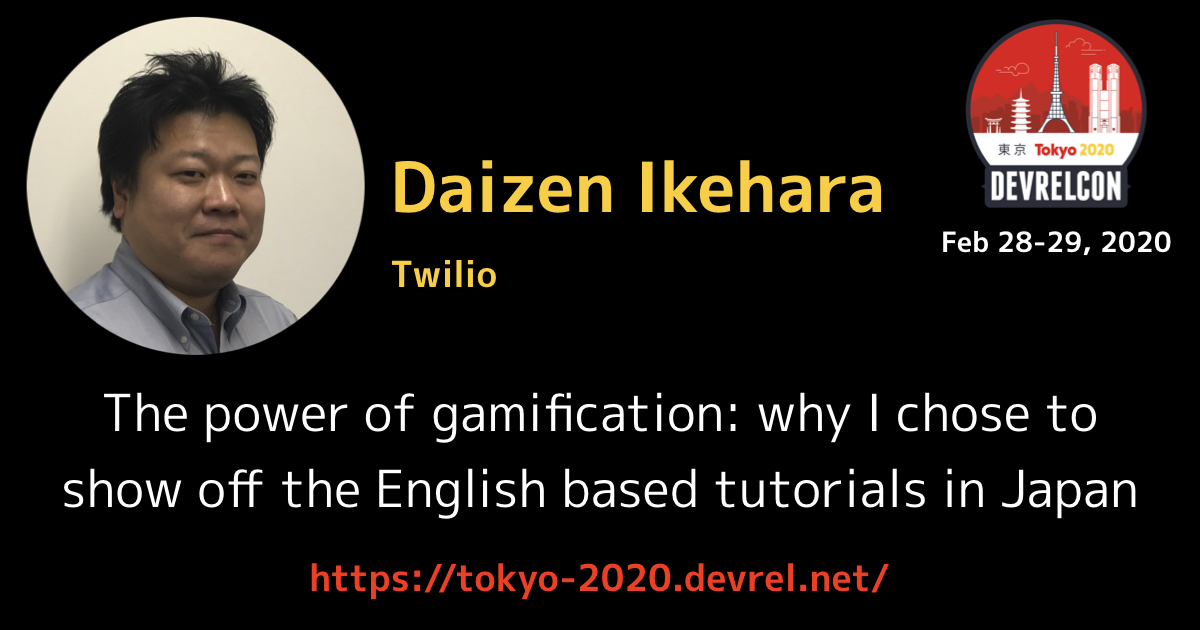 Daizen Ikehara
Twilio
東京 Tokyo 2020
DEVRELCON
Feb 28-29, 2020
The power of gamification: why I chose to
show off the English based tutorials in Japan
https://tokyo-2020.devrel.net/